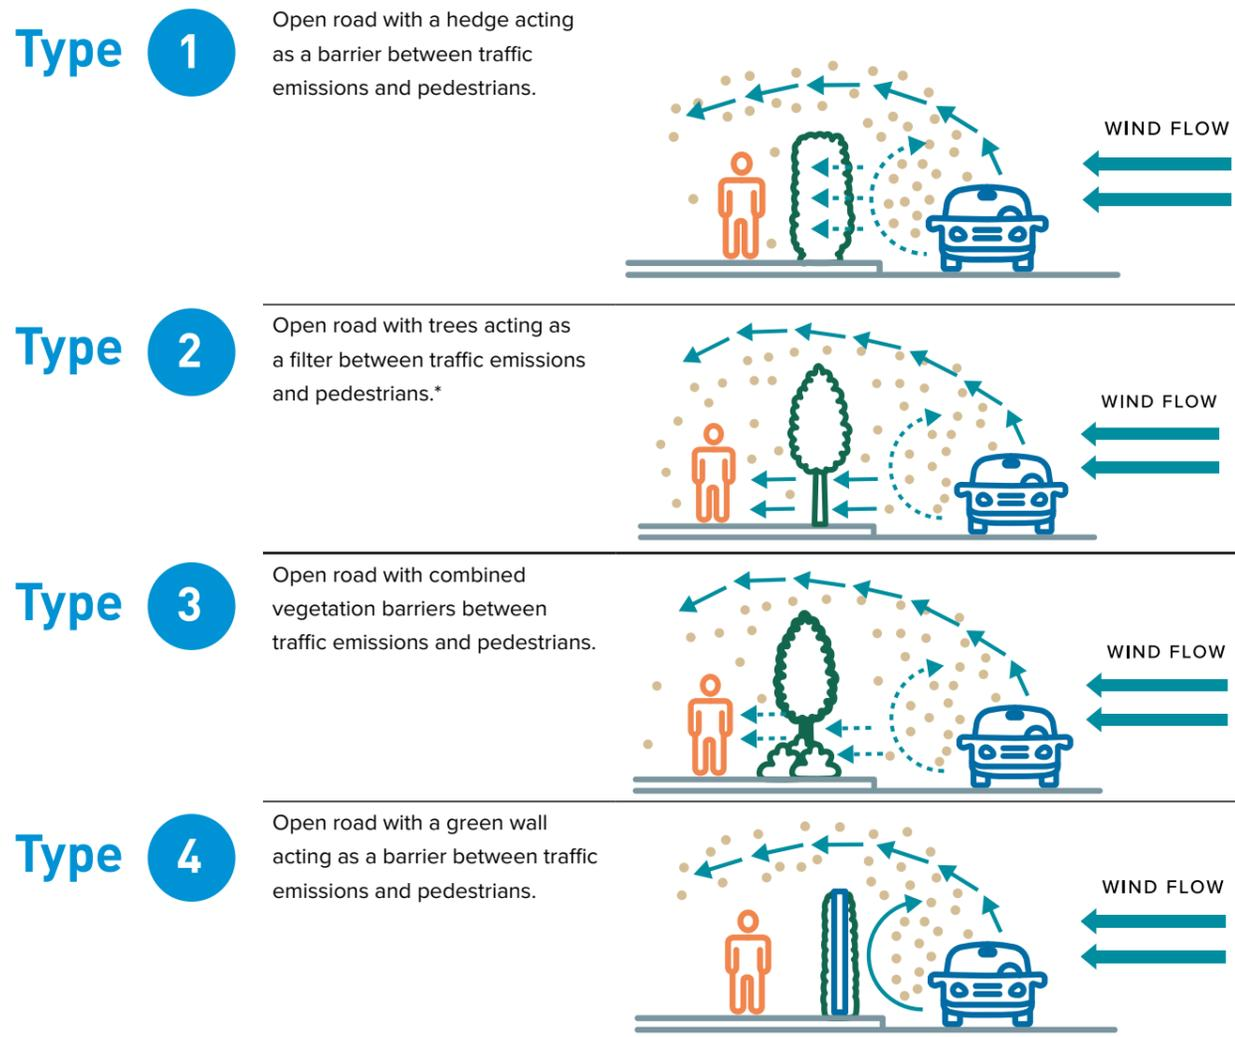 Type 1
Open road with a hedge acting
as a barrier between traffic
emissions and pedestrians.
WIND FLOW
Type 2
Open road with trees acting as
a filter between traffic emissions
and pedestrians.*
WIND FLOW
Type 3
Open road with combined
vegetation barriers between
traffic emissions and pedestrians.
WIND FLOW
Type 4
Open road with a green wall
acting as a barrier between traffic
emissions and pedestrians.
WIND FLOW